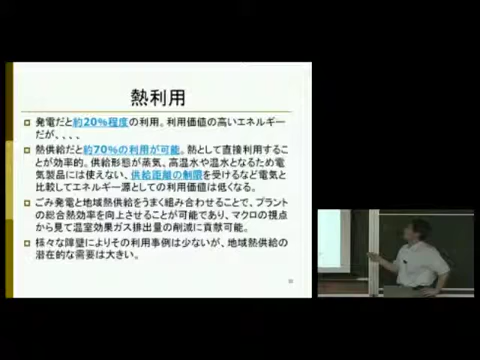 熱利用
発電だと約20%程度の利用。利用価値の高いエネルギー
だが、、、、
熱供給だと約70%の利用が可能。熱として直接利用するこ
とが効率的。供給形態が蒸気、高温水や温水となるため電
気製品には使えない、供給距離の制限を受けるなど電気と
比較してエネルギー源としての利用価値は低くなる。
ごみ発電と地域熱供給をうまく組み合わせることで、プラント
の総合熱効率を向上させることが可能であり、マクロの視点
から見て温室効果ガス排出量の削減に貢献可能。
様々な障壁によりその利用事例は少ないが、地域熱供給の
潜在的な需要は大きい。